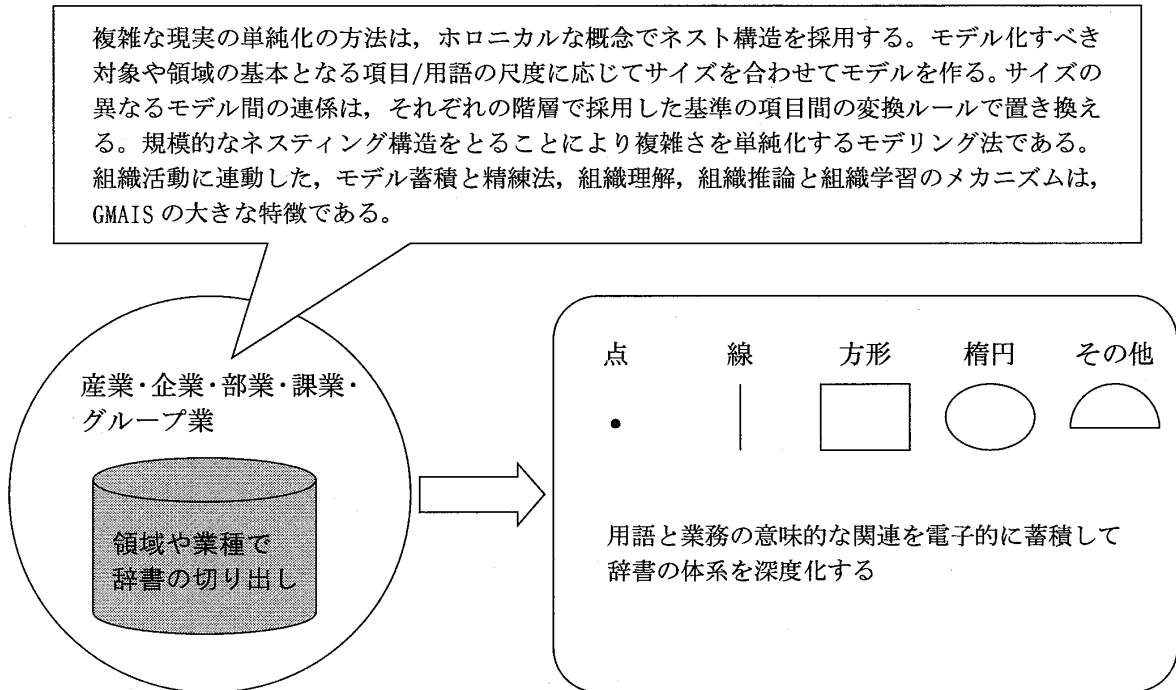 複雑な現実の単純化の方法は，ホロニカルな概念でネスト構造を採用する。モデル化すべき
対象や領域の基本となる項目/用語の尺度に応じてサイズを合わせてモデルを作る。サイズの
異なるモデル間の連係は，それぞれの階層で採用した基準の項目間の変換ルールで置き換え
る。規模的なネスティング構造をとることにより複雑さを単純化するモデリング法である。
組織活動に連動した，モデル蓄積と精練法，組織理解，組織推論と組織学習のメカニズムは，
GMAIS の大きな特徴である。
産業・企業・部業・課業・
グループ業
領域や業種で
辞書の切り出し
点 線 方形 楕円 その他
用語と業務の意味的な関連を電子的に蓄積して
辞書の体系を深度化する